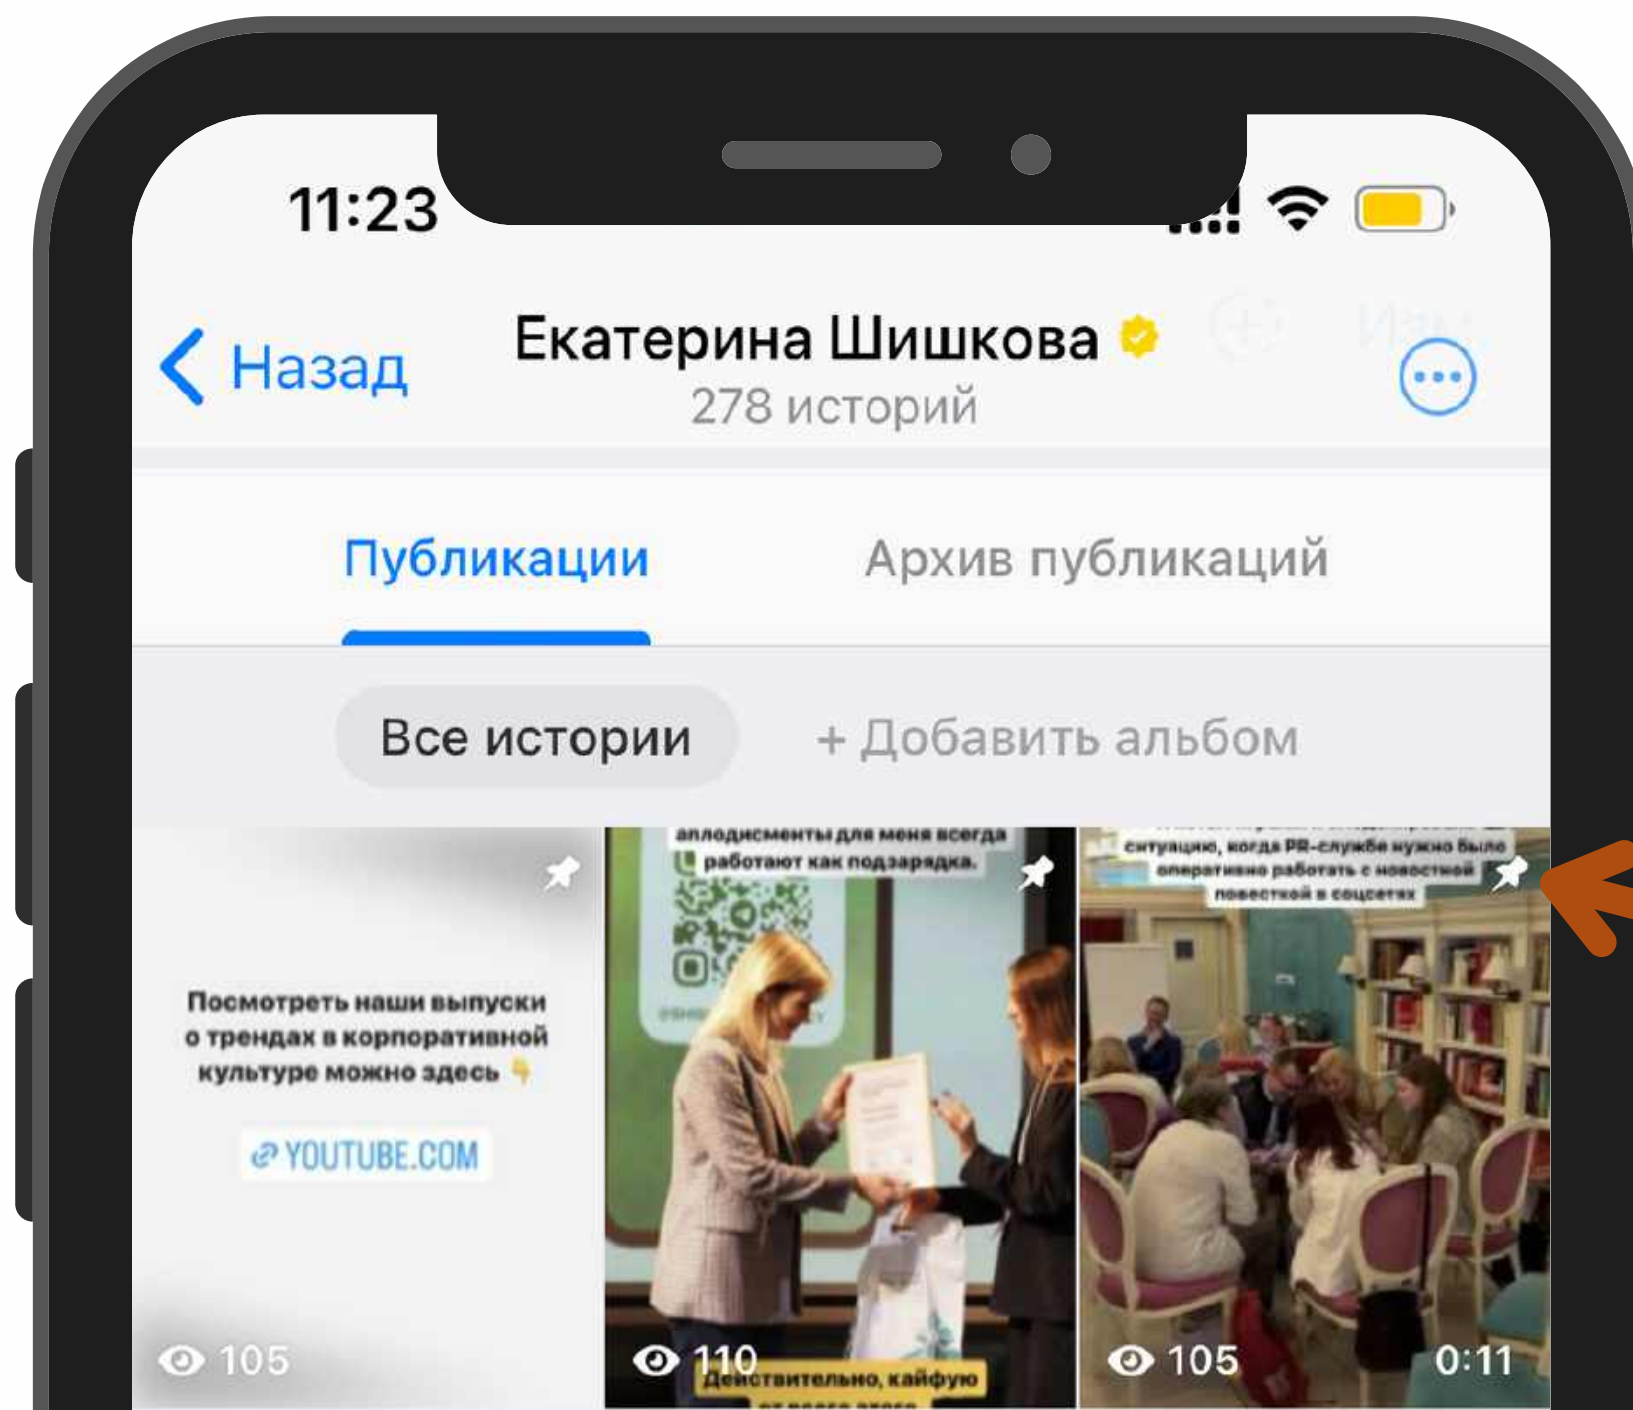 11:23
Назад
Екатерина Шишкова
278 историй
Публикации
Архив публикаций
Все истории
+ Добавить альбом
Посмотреть наши выпуски
о трендах в корпоративной
культуре можно здесь 👇
YOUTUBE.COM
105
аплодисменты для меня всегда
работают как подзарядка.
110
Действительно, кайфую
ситуацию, когда PR-службе нужно было
оперативно работать с новостной
повесткой в соцсетях
105
0:11